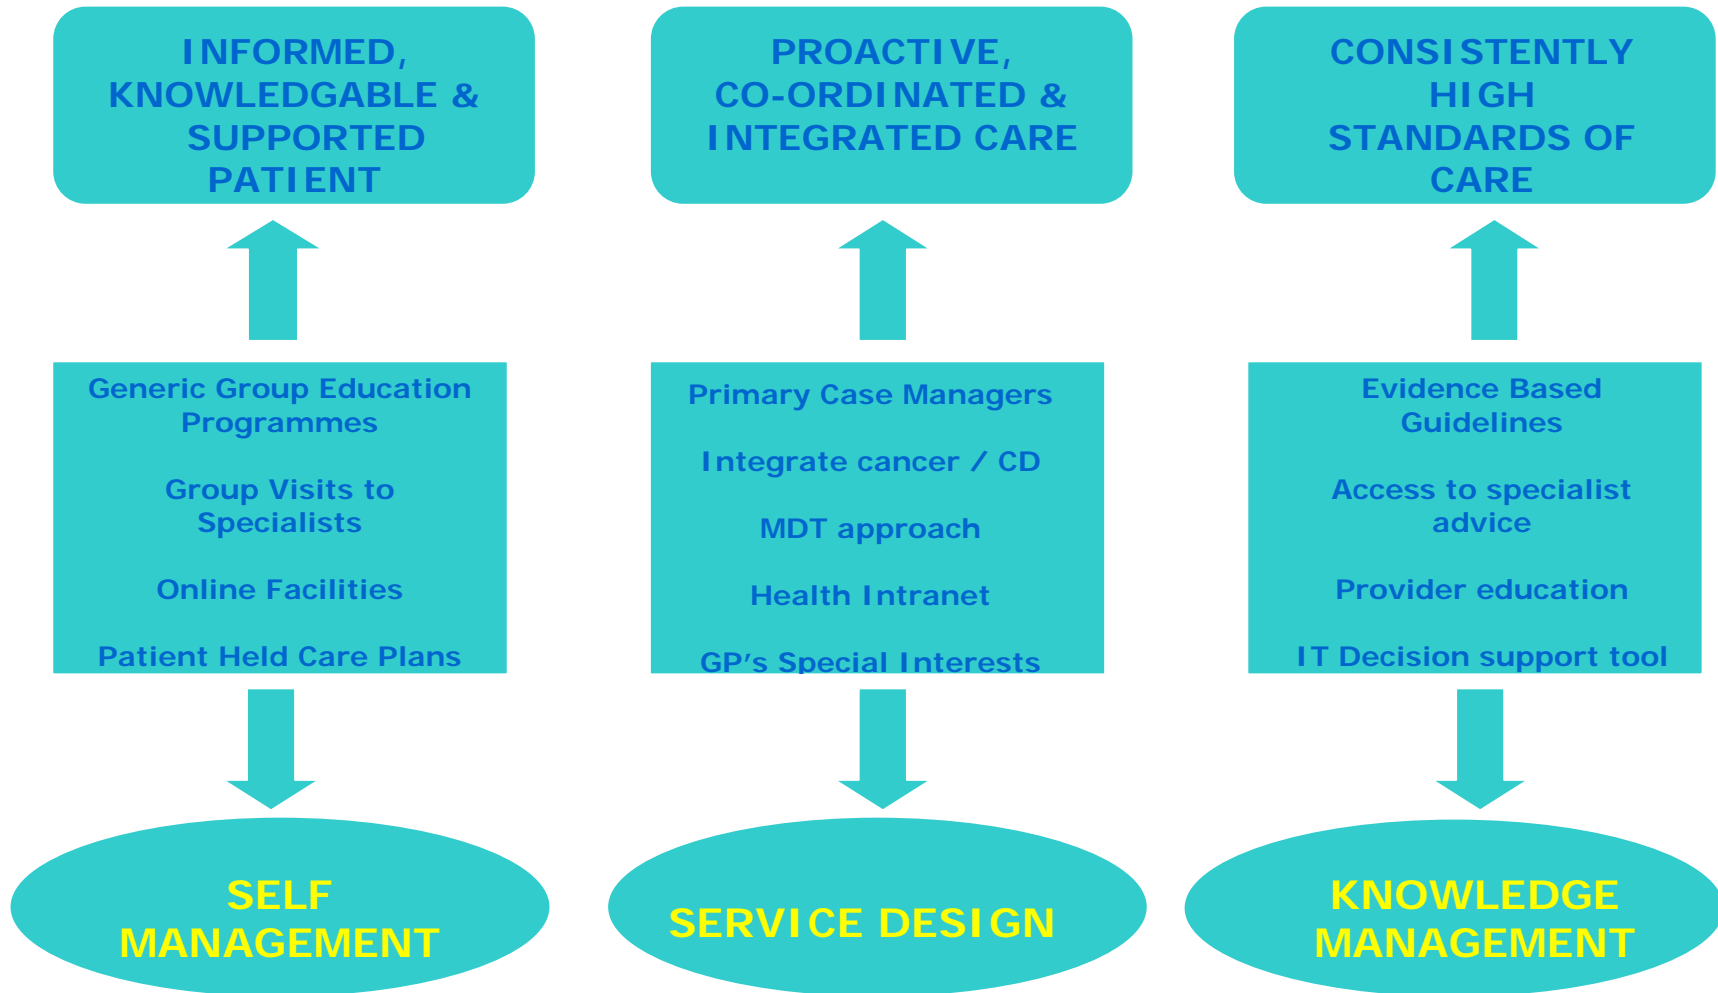 INFORMED,
KNOWLEDGABLE &
SUPPORTED
PATIENT
PROACTIVE,
CO-ORDINATED &
INTEGRATED CARE
CONSISTENTLY
HIGH
STANDARDS OF
CARE
Generic Group Education
Programmes
Group Visits to
Specialists
Online Facilities
Patient Held Care Plans
Primary Case Managers
Integrate cancer / CD
MDT approach
Health Intranet
GP’s Special Interests
Evidence Based
Guidelines
Access to specialist
advice
Provider education
IT Decision support tool
SELF
MANAGEMENT
SERVICE DESIGN
KNOWLEDGE
MANAGEMENT